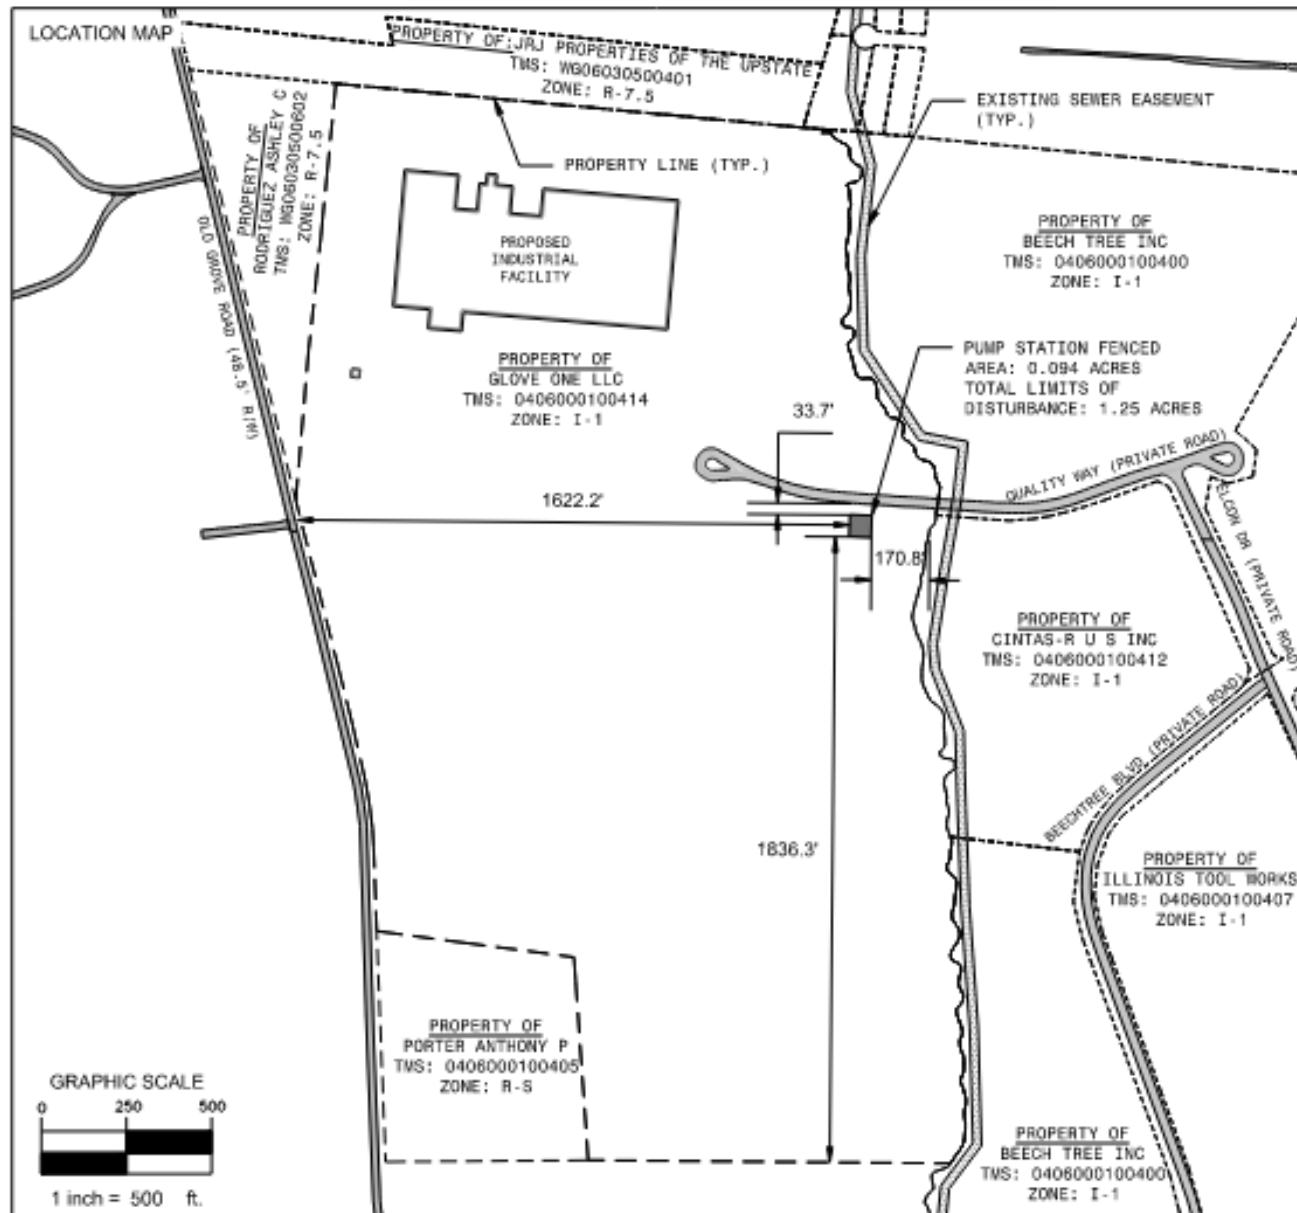 LOCATION MAP
PROPERTY OF:JRJ PROPERTIES OF THE UPSTATE
TMS: WG06030500401
ZONE: R-7.5
EXISTING SEWER EASEMENT
(TYP.)
PROPERTY OF
RODRIGUEZ ASHLEY C
TMS: WG06030500602
ZONE: R-7.5
PROPERTY LINE (TYP.)
OLD GROVE ROAD (48.5' R/W)
PROPOSED
INDUSTRIAL
FACILITY
PROPERTY OF
BEECH TREE INC
TMS: 0406000100400
ZONE: I-1
PROPERTY OF
GLOVE ONE LLC
TMS: 0406000100414
ZONE: I-1
PUMP STATION FENCED
AREA: 0.094 ACRES
TOTAL LIMITS OF
DISTURBANCE: 1.25 ACRES
33.7'
QUALITY WAY (PRIVATE ROAD)
1622.2'
ELCON DR (PRIVATE ROAD)
170.8'
PROPERTY OF
CINTAS-R U S INC
TMS: 0406000100412
ZONE: I-1
BEECHTREE BLVD (PRIVATE ROAD)
1836.3'
PROPERTY OF
ILLINOIS TOOL WORKS
TMS: 0406000100407
ZONE: I-1
PROPERTY OF
PORTER ANTHONY P
TMS: 0406000100405
ZONE: R-S
GRAPHIC SCALE
0 250 500
1 inch = 500 ft.
PROPERTY OF
BEECH TREE INC
TMS: 0406000100400
ZONE: I-1